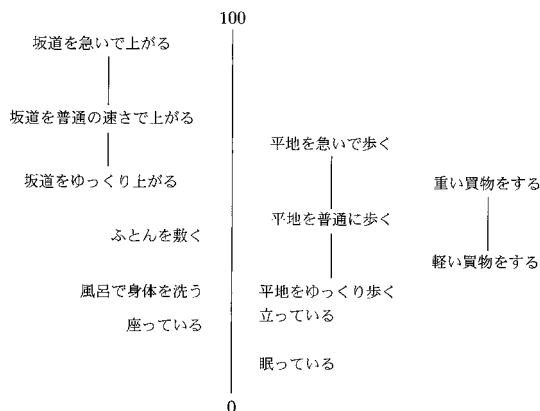 100
坂道を急いで上がる
坂道を普通の速さで上がる
平地を急いで歩く
坂道をゆっくり上がる
重い買物をする
平地を普通に歩く
ふとんを敷く
軽い買物をする
風呂で身体を洗う
平地をゆっくり歩く
立っている
座っている
眠っている
0